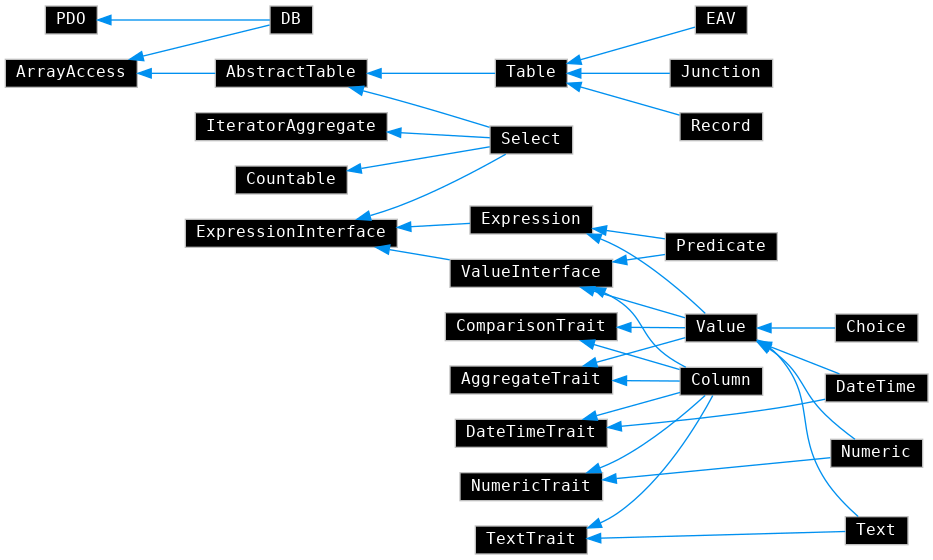 PDO
DB
EAV
ArrayAccess
AbstractTable
Table
Junction
IteratorAggregate
Select
Record
Countable
ExpressionInterface
Expression
Predicate
ValueInterface
ComparisonTrait
Value
Choice
AggregateTrait
Column
DateTime
DateTimeTrait
Numeric
NumericTrait
Text
TextTrait